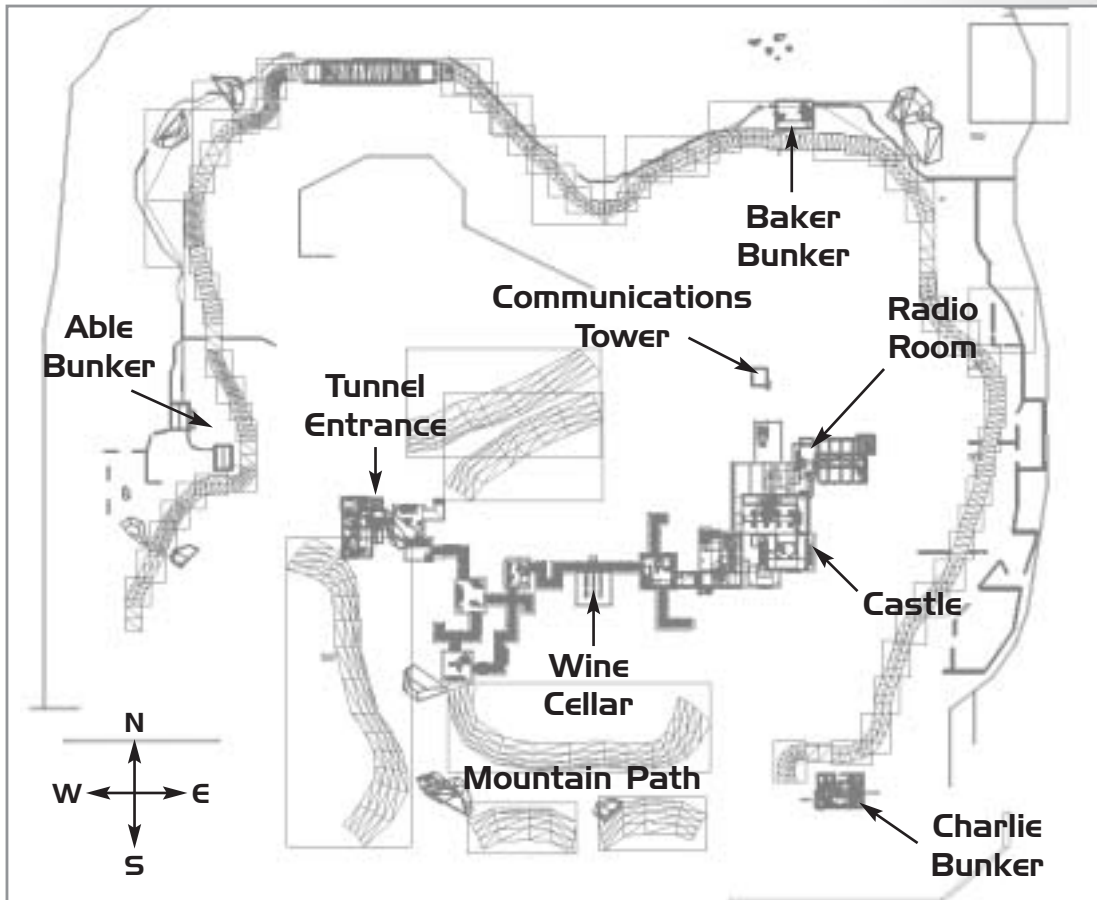 Baker
Bunker
Communications
Tower
Radio
Room
Able
Bunker
Tunnel
Entrance
Castle
Wine
Cellar
N
W
E
S
Mountain Path
Charlie
Bunker